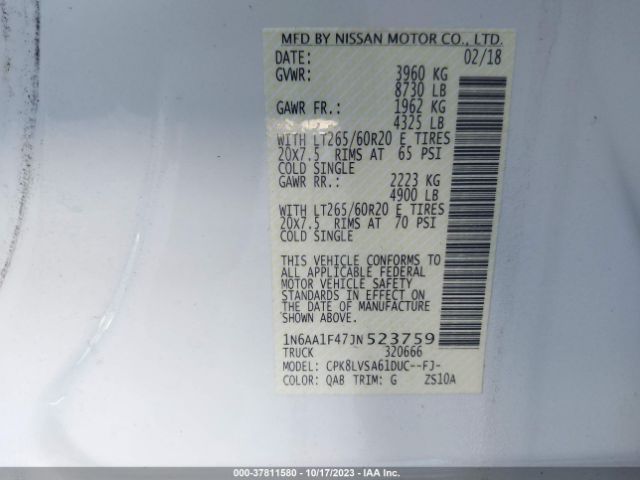 MFD BY NISSAN MOTOR CO., LTD.
DATE: 02/18
GVWR: 3960 KG
8730 LB
GAWR FR.: 1962 KG
4325 LB
WITH LT265/60R20 E TIRES
20X7.5 RIMS AT 65 PSI
COLD SINGLE
GAWR RR.: 2223 KG
4900 LB
WITH LT265/60R20 E TIRES
20X7.5 RIMS AT 70 PSI
COLD SINGLE
THIS VEHICLE CONFORMS TO
ALL APPLICABLE FEDERAL
MOTOR VEHICLE SAFETY
STANDARDS IN EFFECT ON
THE DATE OF MANUFACTURE
SHOWN ABOVE.
1N6AA1F47JN523759
TRUCK 320666
MODEL: CPK8LVSA61DUC--FJ-
COLOR: QAB TRIM: G ZS10A
000-37811580 - 10/17/2023 - IAA Inc.